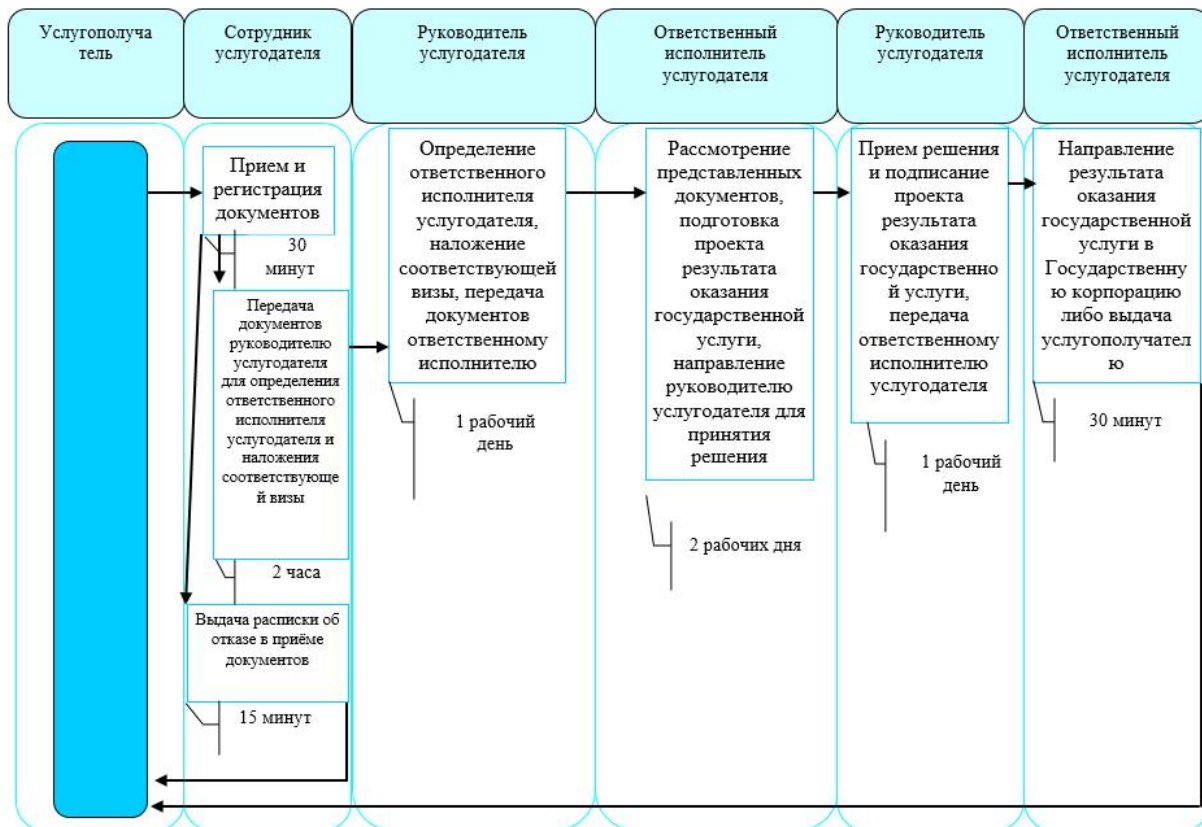 Услугополуча
тель
Сотрудник
услугодателя
Руководитель
услугодателя
Ответственный
исполнитель
услугодателя
Руководитель
услугодателя
Ответственный
исполнитель
услугодателя
Прием и
регистрация
документов
30
минут
Передача
документов
руководителю
услугодателя
для определения
ответственного
исполнителя
услугодателя и
наложения
соответствующе
й визы
2 часа
Выдача расписки об
отказе в приёме
документов
15 минут
Определение
ответственного
исполнителя
услугодателя,
наложение
соответствующей
визы, передача
документов
ответственному
исполнителю
1 рабочий
день
Рассмотрение
представленных
документов,
подготовка
проекта
результата
оказания
государственной
услуги,
направление
руководителю
услугодателя для
принятия
решения
2 рабочих дня
Прием решения
и подписание
проекта
результата
оказания
государственно
й услуги,
передача
ответственному
исполнителю
услугодателя
1 рабочий
день
Направление
результата
оказания
государственной
услуги в
Государственну
ю корпорацию
либо выдача
услугополучател
ю
30 минут